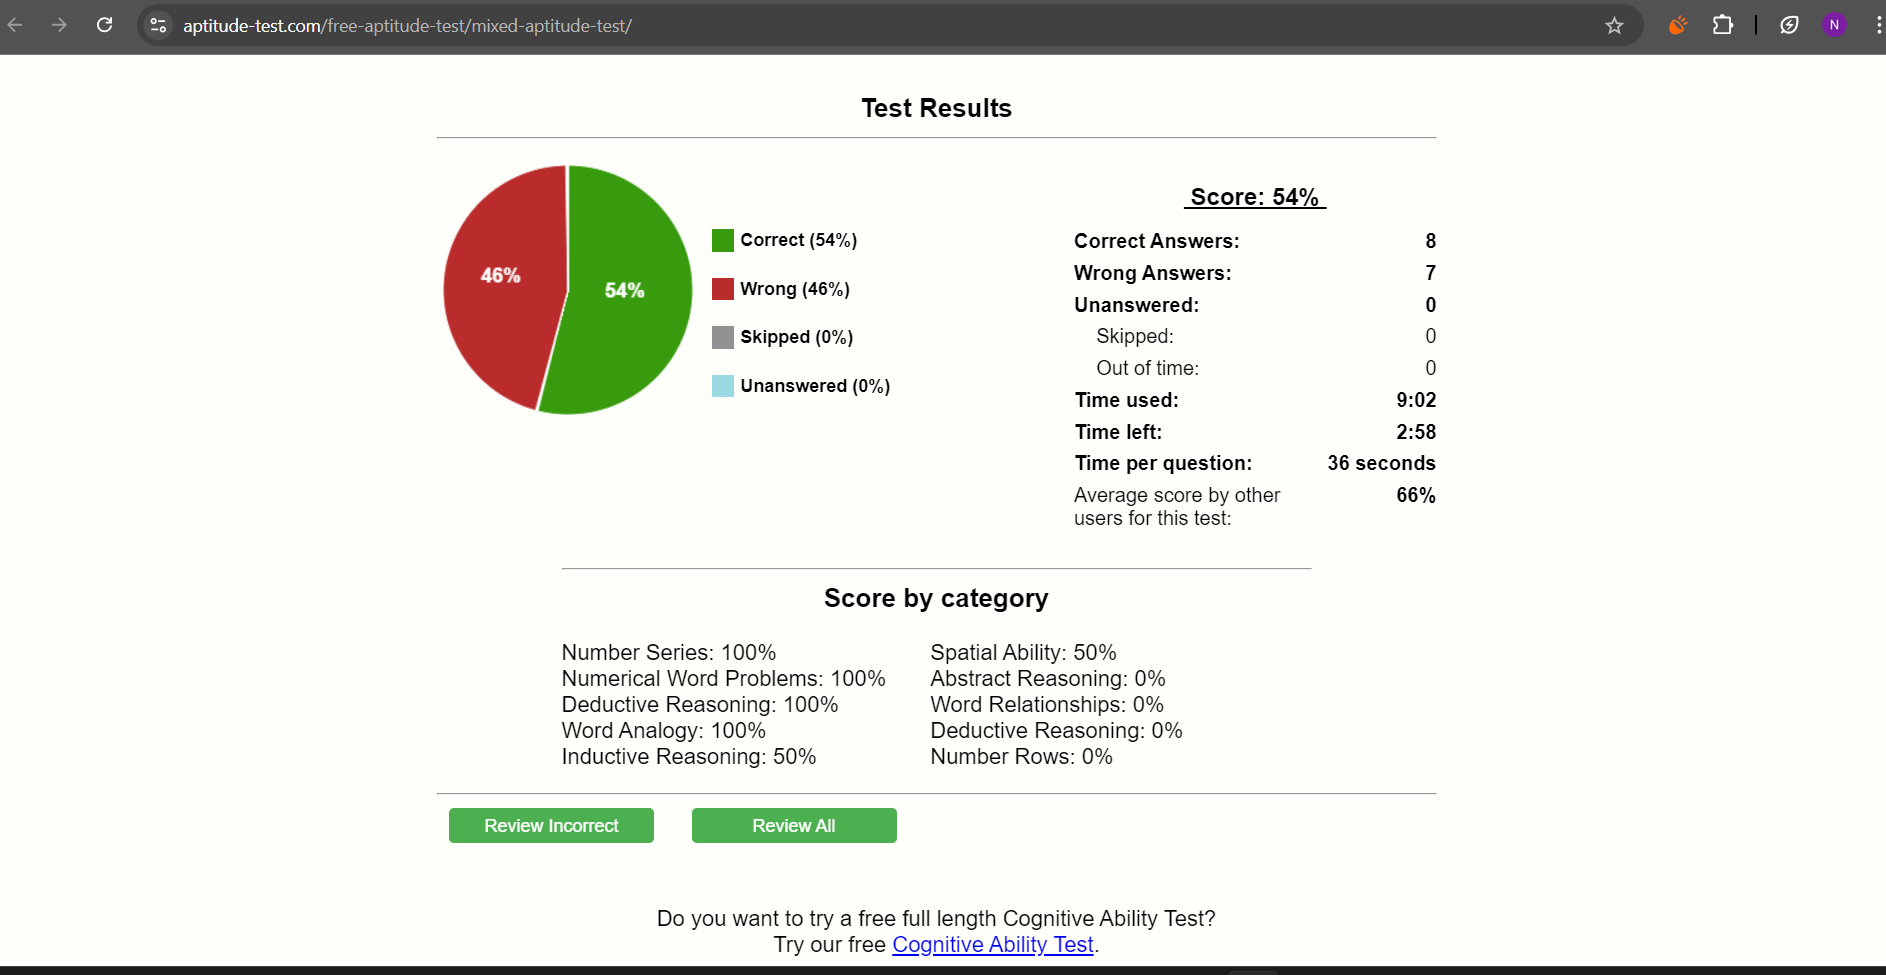 aptitude-test.com/free-aptitude-test/mixed-aptitude-test/
N
Test Results
46%
54%
Correct (54%)
Wrong (46%)
Skipped (0%)
Unanswered (0%)
Score: 54%
Correct Answers: 8
Wrong Answers: 7
Unanswered: 0
Skipped: 0
Out of time: 0
Time used: 9:02
Time left: 2:58
Time per question: 36 seconds
Average score by other 66%
users for this test:
Score by category
Number Series: 100%
Numerical Word Problems: 100%
Deductive Reasoning: 100%
Word Analogy: 100%
Inductive Reasoning: 50%
Spatial Ability: 50%
Abstract Reasoning: 0%
Word Relationships: 0%
Deductive Reasoning: 0%
Number Rows: 0%
Review Incorrect
Review All
Do you want to try a free full length Cognitive Ability Test?
Try our free Cognitive Ability Test.